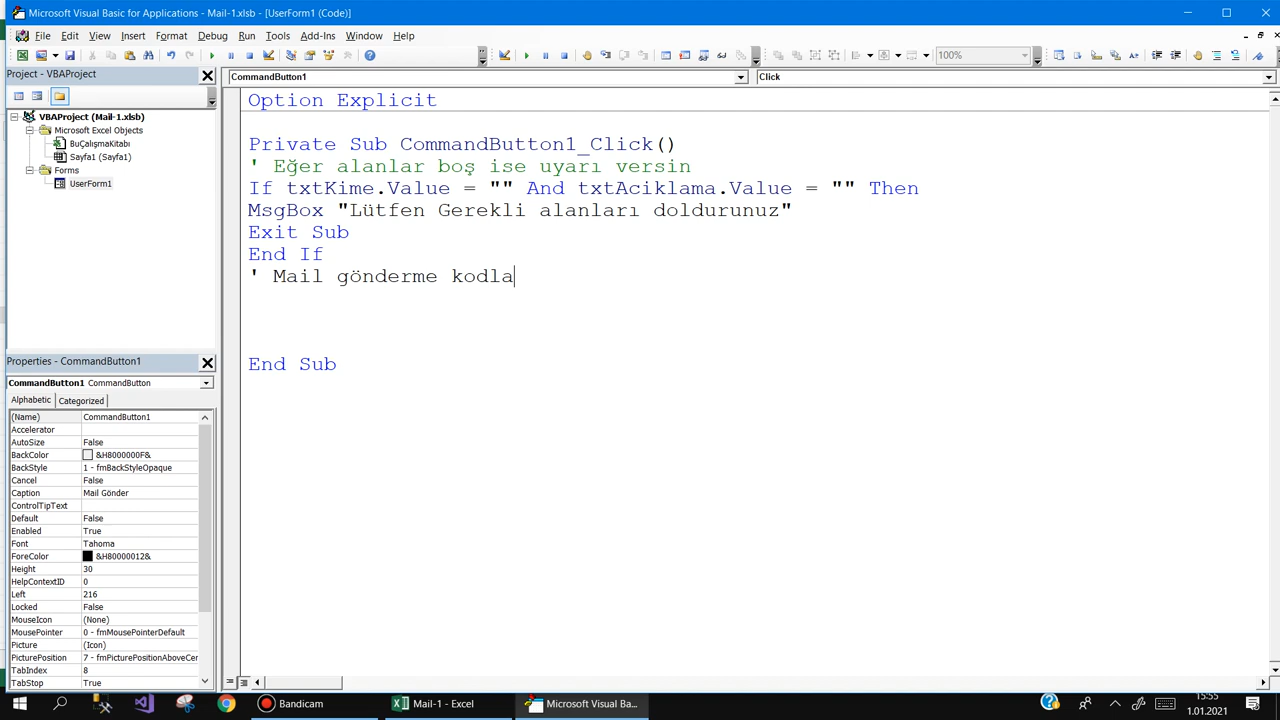 Microsoft Visual Basic for Applications - Mail-1.xlsb - [UserForm1 (Code)]
File Edit View Insert Format Debug Run Tools Add-Ins Window Help
100%
Project - VBAProject
CommandButton1
Click
VBAProject (Mail-1.xlsb)
Microsoft Excel Objects
BuÇalışmaKitabı
Sayfa1 (Sayfa1)
Forms
UserForm1
Option Explicit
Private Sub CommandButton1_Click()
' Eğer alanlar boş ise uyarı versin
If txtKime.Value = "" And txtAciklama.Value = "" Then
MsgBox "Lütfen Gerekli alanları doldurunuz"
Exit Sub
End If
' Mail gönderme kodla
End Sub
Properties - CommandButton1
CommandButton1 CommandButton
Alphabetic Categorized
(Name) CommandButton1
Accelerator
AutoSize False
BackColor &H8000000F&
BackStyle 1 - fmBackStyleOpaque
Cancel False
Caption Mail Gönder
ControlTipText
Default False
Enabled True
Font Tahoma
ForeColor &H80000012&
Height 30
HelpContextID 0
Left 216
Locked False
MouseIcon (None)
MousePointer 0 - fmMousePointerDefault
Picture (Icon)
PicturePosition 7 - fmPicturePositionAboveCer
TabIndex 8
TabStop True
Bandicam
Mail-1 - Excel
Microsoft Visual Ba...
15:55
1.01.2021